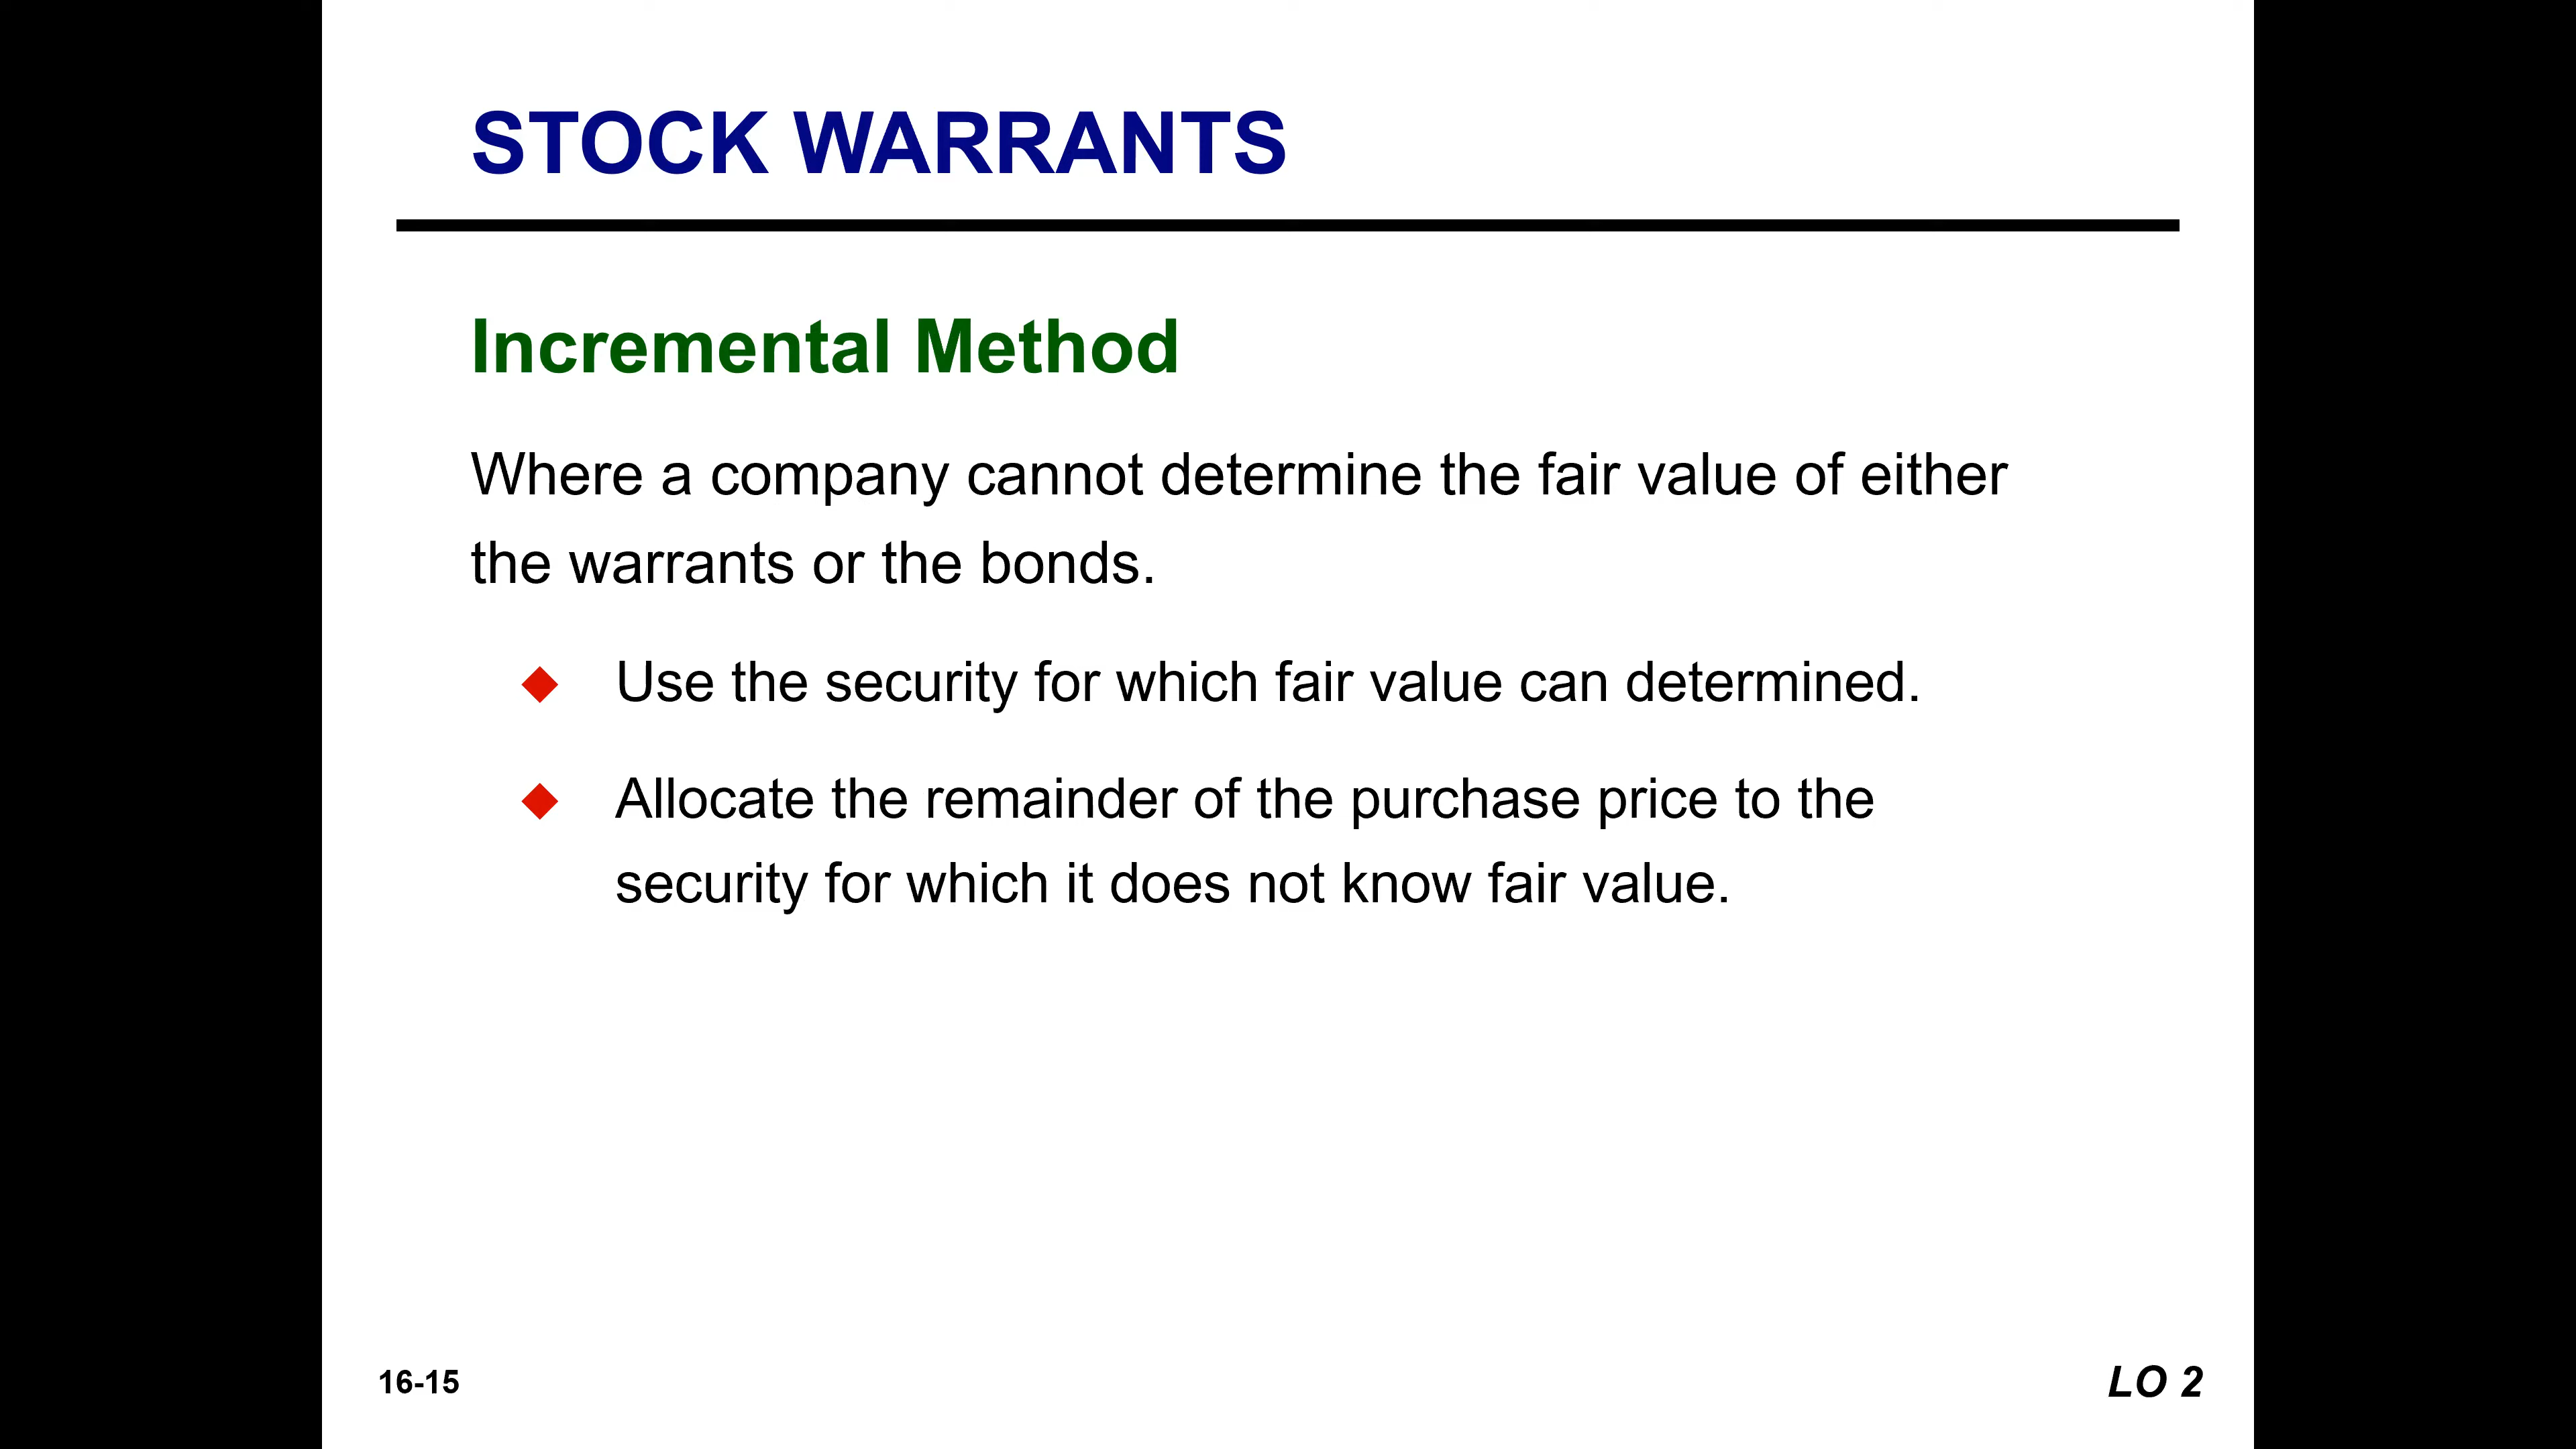 STOCK WARRANTS
Incremental Method
Where a company cannot determine the fair value of either
the warrants or the bonds.
Use the security for which fair value can determined.
Allocate the remainder of the purchase price to the
security for which it does not know fair value.
16-15
LO 2